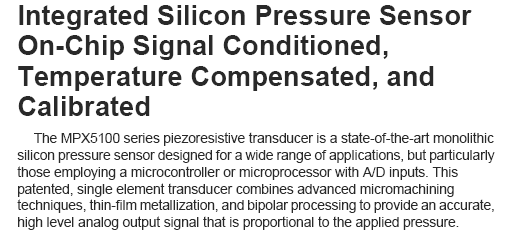 Integrated Silicon Pressure Sensor
On-Chip Signal Conditioned,
Temperature Compensated, and
Calibrated
The MPX5100 series piezoresistive transducer is a state-of-the-art monolithic
silicon pressure sensor designed for a wide range of applications, but particularly
those employing a microcontroller or microprocessor with A/D inputs. This
patented, single element transducer combines advanced micromachining
techniques, thin-film metallization, and bipolar processing to provide an accurate,
high level analog output signal that is proportional to the applied pressure.